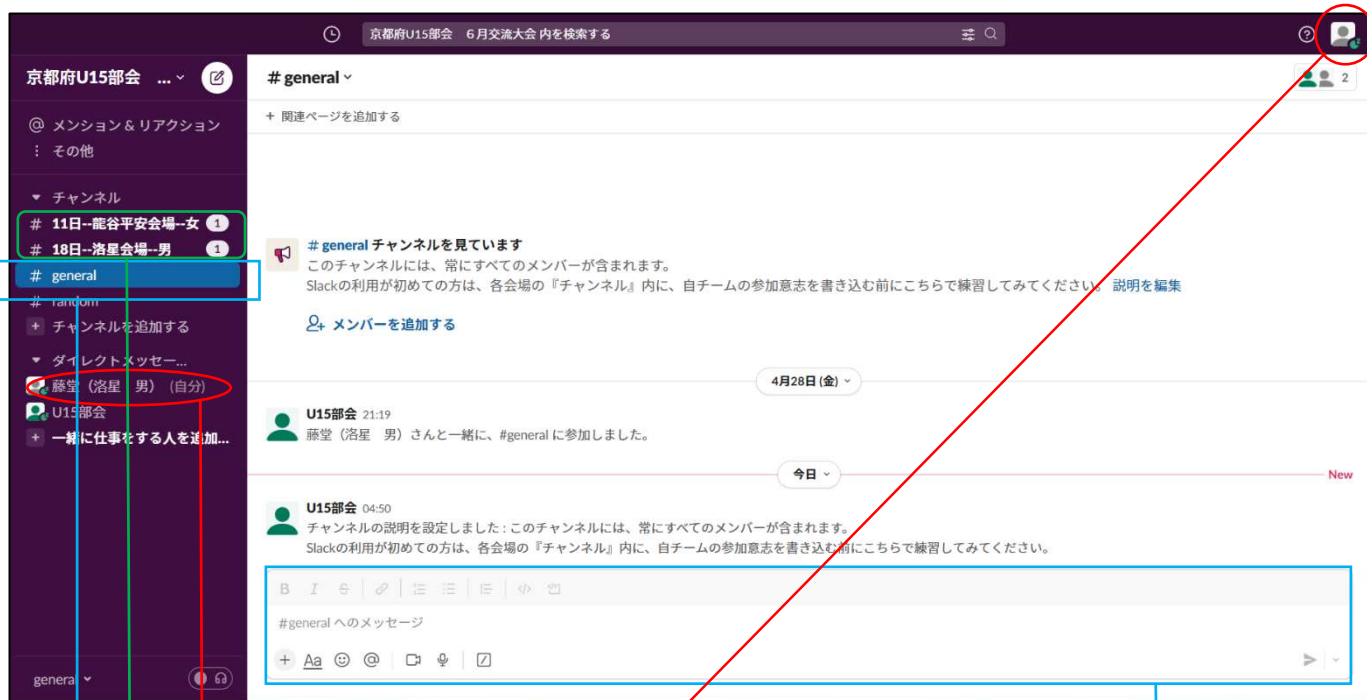 京都府U15部会　6月交流大会 内を検索する
京都府U15部会　...
# general
2
+ 関連ページを追加する
@ メンション & リアクション
その他
チャンネル
# 11日--龍谷平安会場--女 1
# 18日--洛星会場--男 1
# general
# random
+ チャンネルを追加する
ダイレクトメッセー...
藤堂（洛星　男）（自分）
U15部会
+ 一緒に仕事をする人を追加...
general
# general チャンネルを見ています
このチャンネルには、常にすべてのメンバーが含まれます。
Slackの利用が初めての方は、各会場の『チャンネル』内に、自チームの参加意志を書き込む前にこちらで練習してみてください。 説明を編集
メンバーを追加する
4月28日 (金)
U15部会 21:19
藤堂（洛星　男）さんと一緒に、#general に参加しました。
今日
New
U15部会 04:50
チャンネルの説明を設定しました : このチャンネルには、常にすべてのメンバーが含まれます。
Slackの利用が初めての方は、各会場の『チャンネル』内に、自チームの参加意志を書き込む前にこちらで練習してみてください。
B I S
#general へのメッセージ
+ Aa @